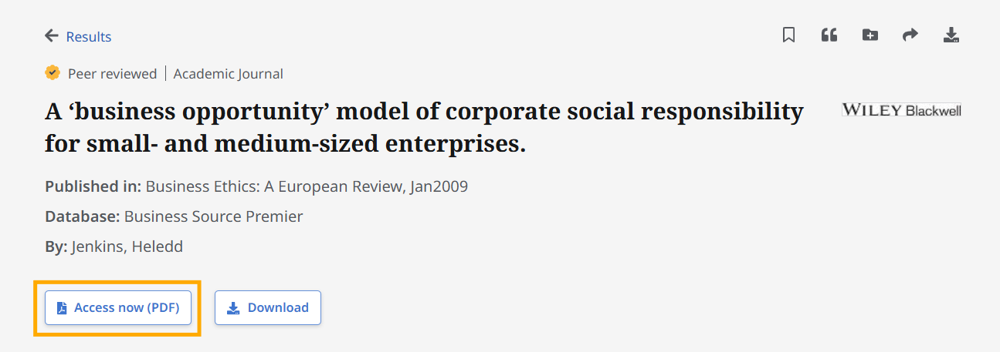 Results
Peer reviewed | Academic Journal
A ‘business opportunity’ model of corporate social responsibility
for small- and medium-sized enterprises.
WILEY Blackwell
Published in: Business Ethics: A European Review, Jan2009
Database: Business Source Premier
By: Jenkins, Heledd
Access now (PDF) Download